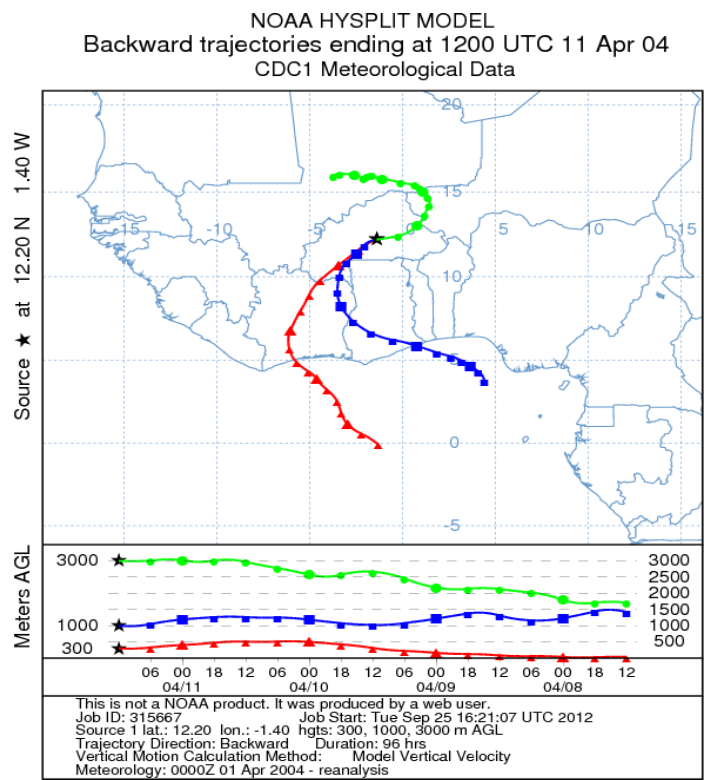 NOAA HYSPLIT MODEL
Backward trajectories ending at 1200 UTC 11 Apr 04
CDC1 Meteorological Data
Source ★ at 12.20 N 1.40 W
20
15
-15
-10
-5
0
5
10
15
10
5
0
-5
Meters AGL
3000
1000
300
3000
2500
2000
1500
1000
500
06 00 18 12 06 00 18 12 06 00 18 12 06 00 18 12
04/11 04/10 04/09 04/08
This is not a NOAA product. It was produced by a web user.
Job ID: 315667 Job Start: Tue Sep 25 16:21:07 UTC 2012
Source 1 lat.: 12.20 lon.: -1.40 hgts: 300, 1000, 3000 m AGL
Trajectory Direction: Backward Duration: 96 hrs
Vertical Motion Calculation Method: Model Vertical Velocity
Meteorology: 0000Z 01 Apr 2004 - reanalysis